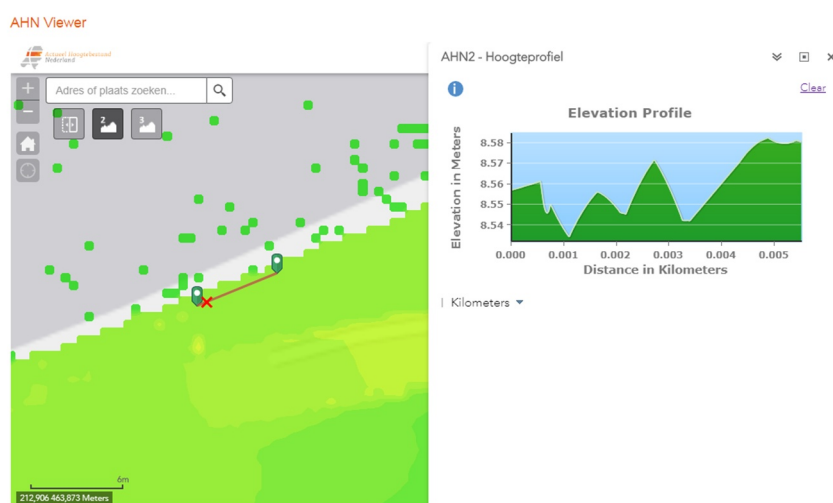 AHN Viewer
Actueel Hoogtebestand
Nederland
Adres of plaats zoeken...
2
3
6m
212,906 463,873 Meters
AHN2 - Hoogteprofiel
Clear
Elevation Profile
Elevation in Meters
8.58
8.57
8.56
8.55
8.54
0.000 0.001 0.002 0.003 0.004 0.005
Distance in Kilometers
Kilometers